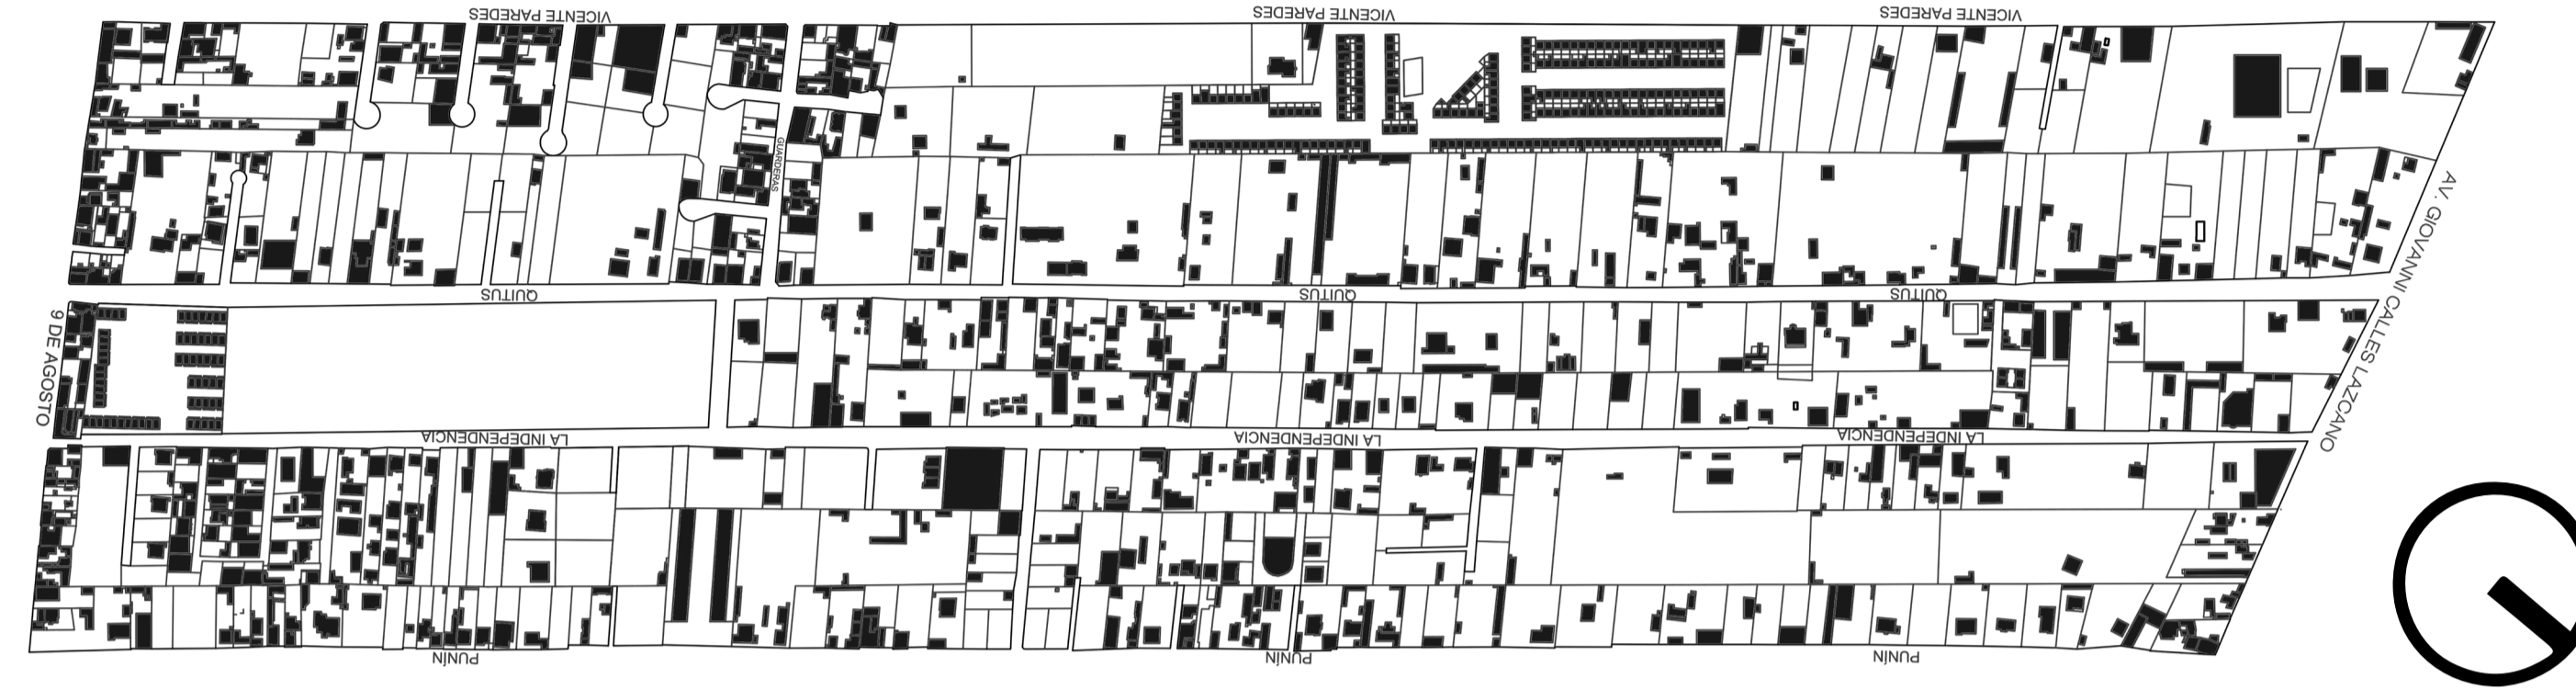 VICENTE PAREDES
VICENTE PAREDES
VICENTE PAREDES
GUARDERAS
AV. GIOVANNI CALLES LAZCANO
QUITUS
QUITUS
QUITUS
9 DE AGOSTO
LA INDEPENDENCIA
LA INDEPENDENCIA
LA INDEPENDENCIA
PUNÍN
PUNÍN
PUNÍN